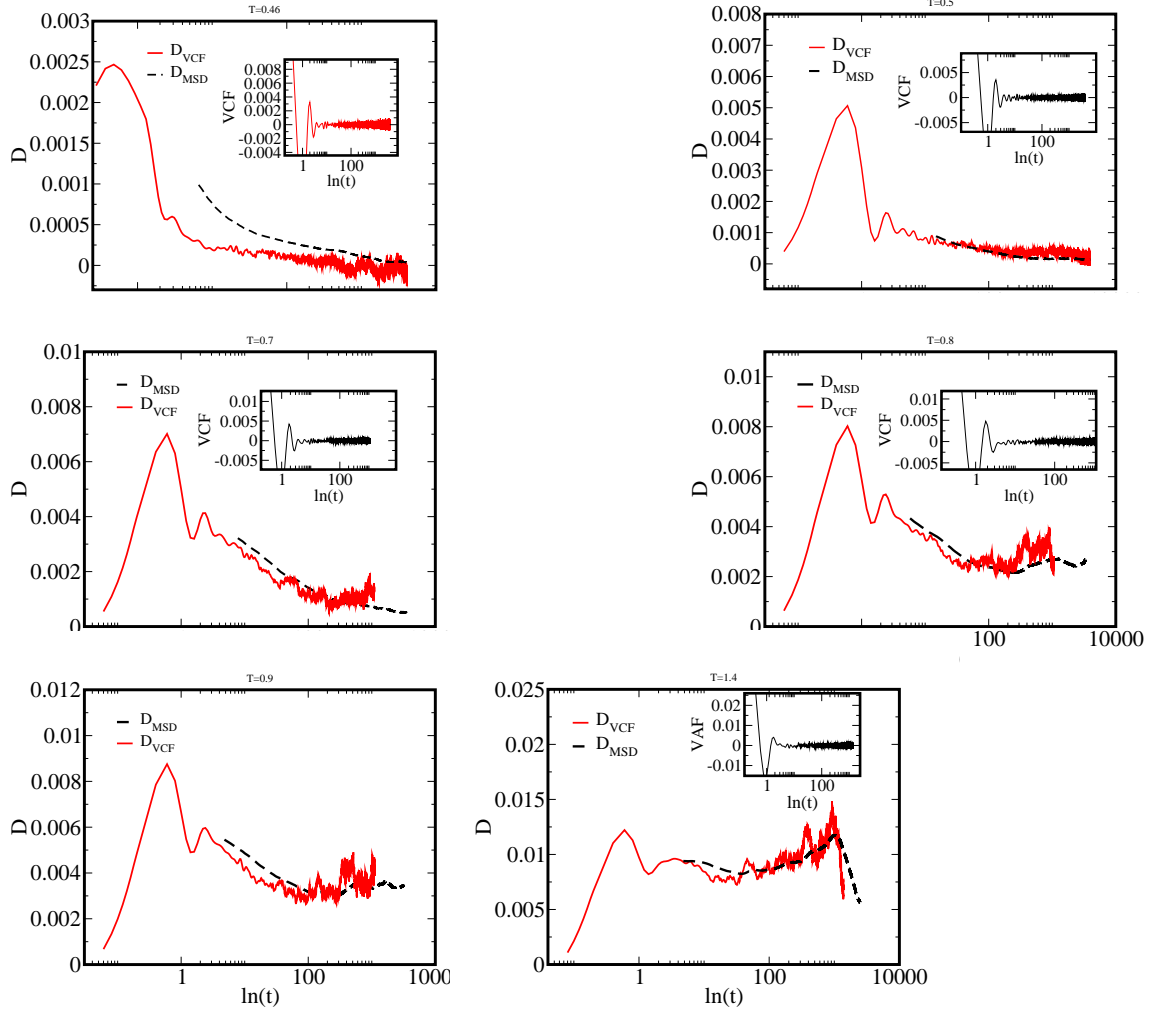 T=0.46
0.003
0.0025
0.002
0.0015
0.001
0.0005
0
D
D_VCF
D_MSD
VCF
0.008
0.006
0.004
0.002
0
-0.002
-0.004
1
100
ln(t)
T=0.5
0.008
0.007
0.006
0.005
0.004
0.003
0.002
0.001
0
D
D_VCF
D_MSD
VCF
0.005
0
-0.005
1
100
ln(t)
T=0.7
0.01
0.008
0.006
0.004
0.002
0
D
D_MSD
D_VCF
VCF
0.01
0.005
0
-0.005
1
100
ln(t)
T=0.8
0.01
0.008
0.006
0.004
0.002
0
D
D_MSD
D_VCF
VCF
0.01
0.005
0
-0.005
1
100
ln(t)
100
10000
T=0.9
0.012
0.01
0.008
0.006
0.004
0.002
0
D
D_MSD
D_VCF
1
100
1000
ln(t)
T=1.4
0.025
0.02
0.015
0.01
0.005
0
D
D_VCF
D_MSD
VAF
0.02
0.01
0
-0.01
1
100
ln(t)
1
100
10000
ln(t)